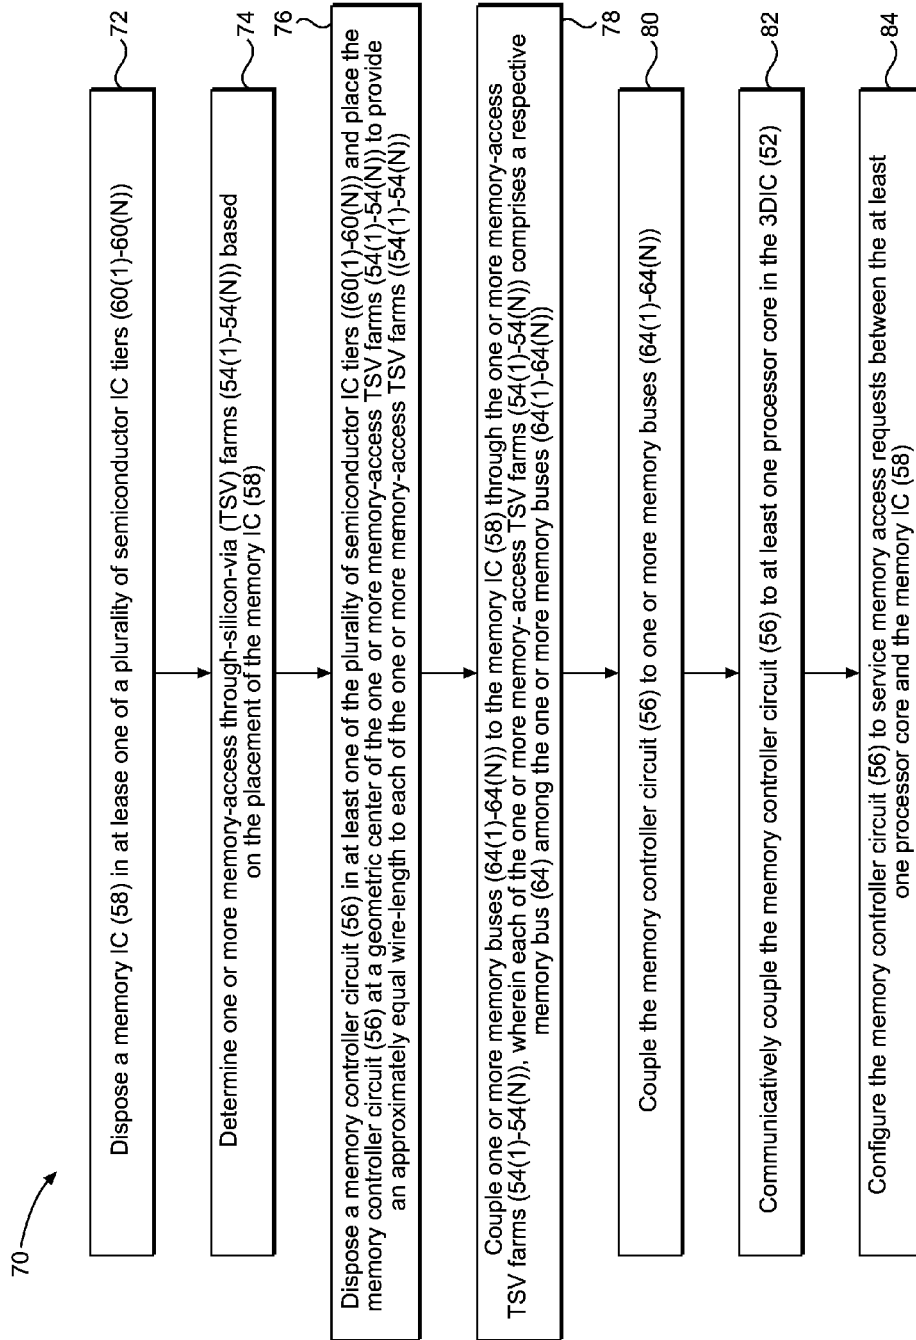 70
Dispose a memory IC (58) in at lease one of a plurality of semiconductor IC tiers (60(1)-60(N))
72
Determine one or more memory-access through-silicon-via (TSV) farms (54(1)-54(N)) based
on the placement of the memory IC (58)
74
Dispose a memory controller circuit (56) in at least one of the plurality of semiconductor IC tiers ((60(1)-60(N)) and place the
memory controller circuit (56) at a geometric center of the one or more memory-access TSV farms (54(1)-54(N)) to provide
an approximately equal wire-length to each of the one or more memory-access TSV farms ((54(1)-54(N))
76
Couple one or more memory buses (64(1)-64(N)) to the memory IC (58) through the one or more memory-access
TSV farms (54(1)-54(N)), wherein each of the one or more memory-access TSV farms (54(1)-54(N)) comprises a respective
memory bus (64) among the one or more memory buses (64(1)-64(N))
78
Couple the memory controller circuit (56) to one or more memory buses (64(1)-64(N))
80
Communicatively couple the memory controller circuit (56) to at least one processor core in the 3DIC (52)
82
Configure the memory controller circuit (56) to service memory access requests between the at least
one processor core and the memory IC (58)
84